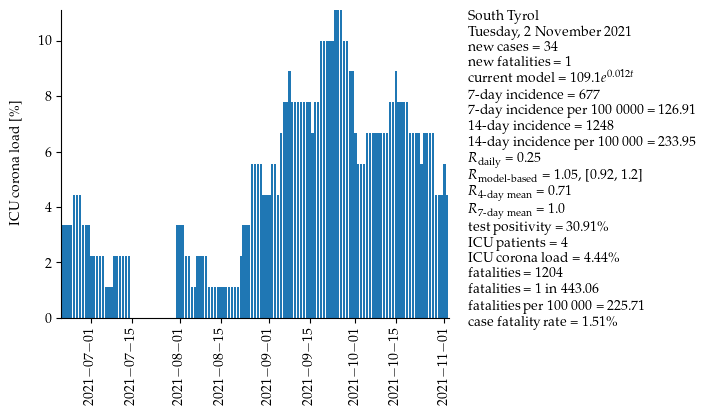 ICU corona load [%]
10
8
6
4
2
0
2021−07−01
2021−07−15
2021−08−01
2021−08−15
2021−09−01
2021−09−15
2021−10−01
2021−10−15
2021−11−01
South Tyrol
Tuesday, 2 November 2021
new cases = 34
new fatalities = 1
current model = 109.1e^0.012t
7-day incidence = 677
7-day incidence per 100 0000 = 126.91
14-day incidence = 1248
14-day incidence per 100 000 = 233.95
R_daily = 0.25
R_model-based = 1.05, [0.92, 1.2]
R_4-day mean = 0.71
R_7-day mean = 1.0
test positivity = 30.91%
ICU patients = 4
ICU corona load = 4.44%
fatalities = 1204
fatalities = 1 in 443.06
fatalities per 100 000 = 225.71
case fatality rate = 1.51%